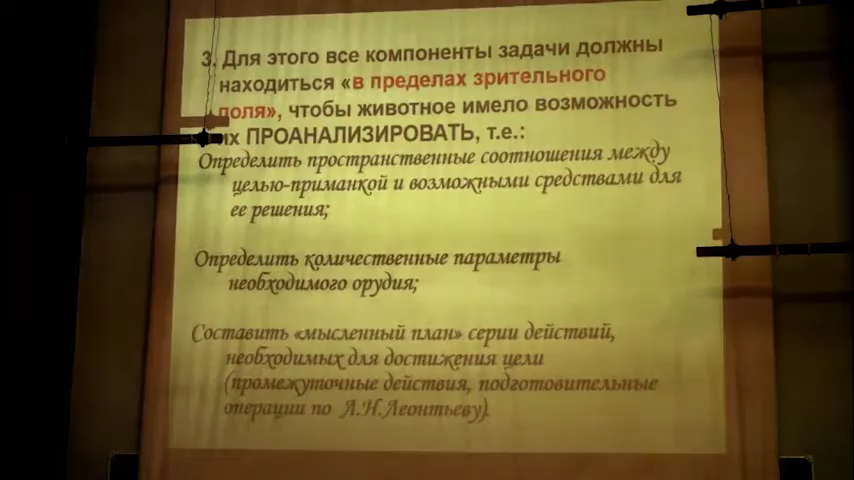 3. Для этого все компоненты задачи должны
находиться «в пределах зрительного
поля», чтобы животное имело возможность
их ПРОАНАЛИЗИРОВАТЬ, т.е.:
Определить пространственные соотношения между
целью-приманкой и возможными средствами для
ее решения;
Определить количественные параметры
необходимого орудия;
Составить «мысленный план» серии действий,
необходимых для достижения цели
(промежуточные действия, подготовительные
операции по А.Н.Леонтьеву).